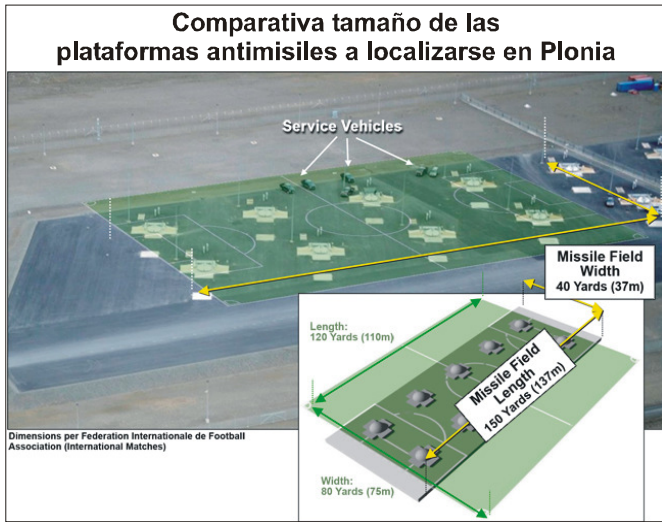 Comparativa tamaño de las
plataformas antimisiles a localizarse en Plonia
Service Vehicles
Missile Field
Width
40 Yards (37m)
Length:
120 Yards (110m)
Missile Field
Length
150 Yards (137m)
Width:
80 Yards (75m)
Dimensions per Federation Internationale de Football
Association (International Matches)